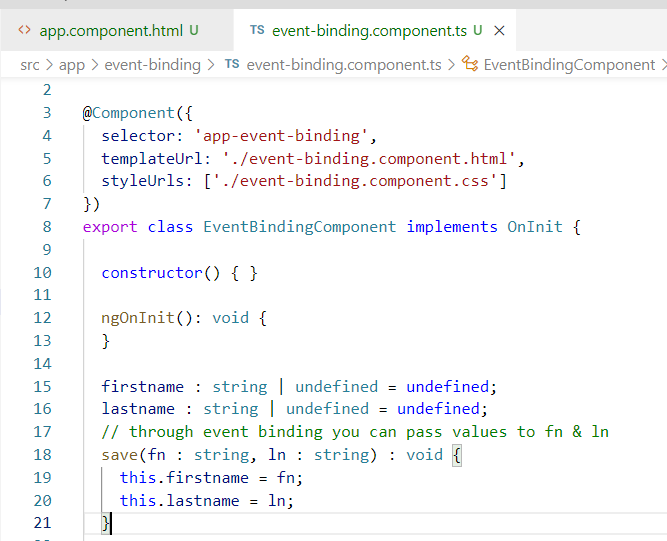 <> app.component.html U TS event-binding.component.ts U ×
src > app > event-binding > TS event-binding.component.ts > EventBindingComponent >
2
3 @Component({
4 selector: 'app-event-binding',
5 templateUrl: './event-binding.component.html',
6 styleUrls: ['./event-binding.component.css']
7 })
8 export class EventBindingComponent implements OnInit {
9
10 constructor() { }
11
12 ngOnInit(): void {
13 }
14
15 firstname : string | undefined = undefined;
16 lastname : string | undefined = undefined;
17 // through event binding you can pass values to fn & ln
18 save(fn : string, ln : string) : void {
19 this.firstname = fn;
20 this.lastname = ln;
21 }